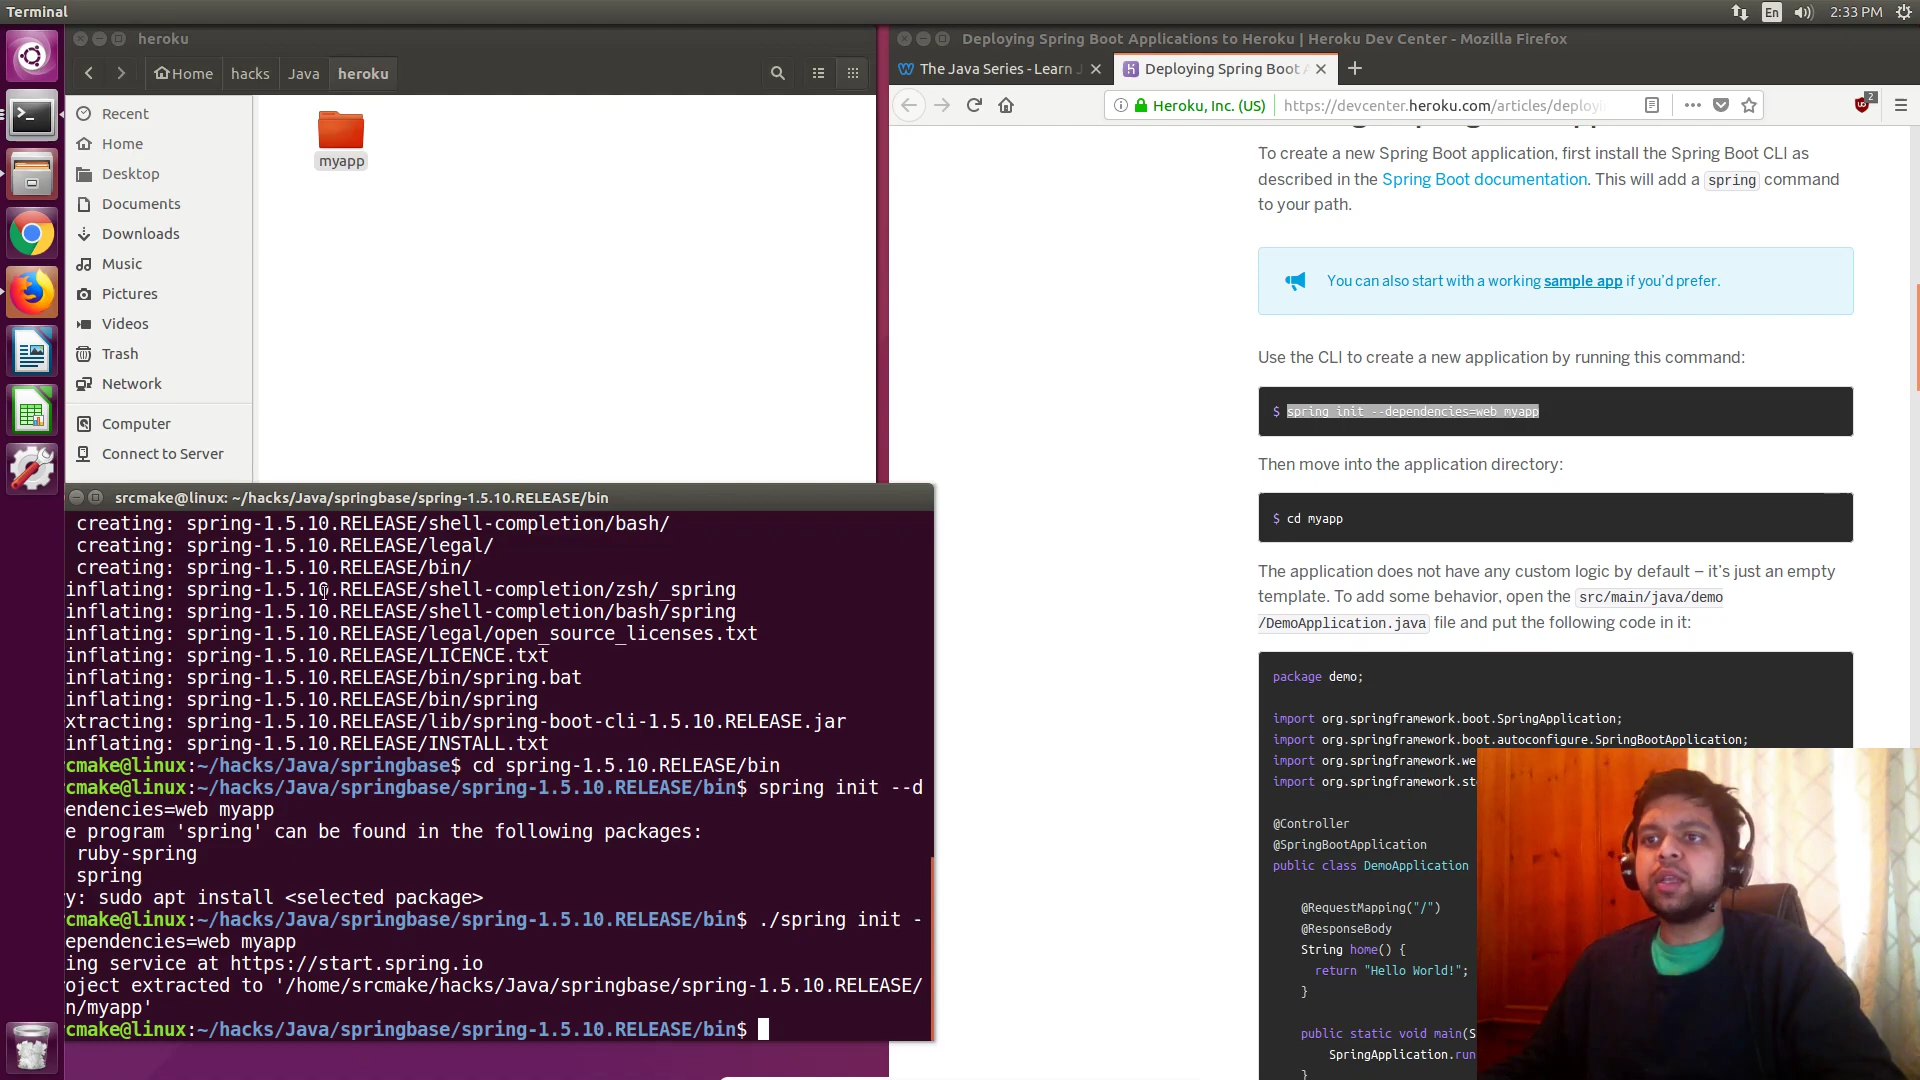 Terminal
En
2:33 PM
heroku
Home
hacks
Java
heroku
Recent
Home
Desktop
Documents
Downloads
Music
Pictures
Videos
Trash
Network
Computer
Connect to Server
myapp
Deploying Spring Boot Applications to Heroku | Heroku Dev Center - Mozilla Firefox
The Java Series - Learn
Deploying Spring Boot
Heroku, Inc. (US)
https://devcenter.heroku.com/articles/deployi
2
To create a new Spring Boot application, first install the Spring Boot CLI as
described in the Spring Boot documentation. This will add a spring command
to your path.
You can also start with a working sample app if you’d prefer.
Use the CLI to create a new application by running this command:
$ spring init --dependencies=web myapp
Then move into the application directory:
$ cd myapp
The application does not have any custom logic by default – it’s just an empty
template. To add some behavior, open the src/main/java/demo
/DemoApplication.java file and put the following code in it:
package demo;
import org.springframework.boot.SpringApplication;
import org.springframework.boot.autoconfigure.SpringBootApplication;
import org.springframework.we
import org.springframework.st
@Controller
@SpringBootApplication
public class DemoApplication
@RequestMapping("/")
@ResponseBody
String home() {
return "Hello World!";
}
public static void main(S
SpringApplication.run
}
srcmake@linux: ~/hacks/Java/springbase/spring-1.5.10.RELEASE/bin
creating: spring-1.5.10.RELEASE/shell-completion/bash/
creating: spring-1.5.10.RELEASE/legal/
creating: spring-1.5.10.RELEASE/bin/
inflating: spring-1.5.10.RELEASE/shell-completion/zsh/_spring
inflating: spring-1.5.10.RELEASE/shell-completion/bash/spring
inflating: spring-1.5.10.RELEASE/legal/open_source_licenses.txt
inflating: spring-1.5.10.RELEASE/LICENCE.txt
inflating: spring-1.5.10.RELEASE/bin/spring.bat
inflating: spring-1.5.10.RELEASE/bin/spring
xtracting: spring-1.5.10.RELEASE/lib/spring-boot-cli-1.5.10.RELEASE.jar
inflating: spring-1.5.10.RELEASE/INSTALL.txt
cmake@linux:~/hacks/Java/springbase$ cd spring-1.5.10.RELEASE/bin
cmake@linux:~/hacks/Java/springbase/spring-1.5.10.RELEASE/bin$ spring init --d
ependencies=web myapp
e program 'spring' can be found in the following packages:
ruby-spring
spring
y: sudo apt install <selected package>
cmake@linux:~/hacks/Java/springbase/spring-1.5.10.RELEASE/bin$ ./spring init -
ependencies=web myapp
ing service at https://start.spring.io
oject extracted to '/home/srcmake/hacks/Java/springbase/spring-1.5.10.RELEASE/
n/myapp'
cmake@linux:~/hacks/Java/springbase/spring-1.5.10.RELEASE/bin$